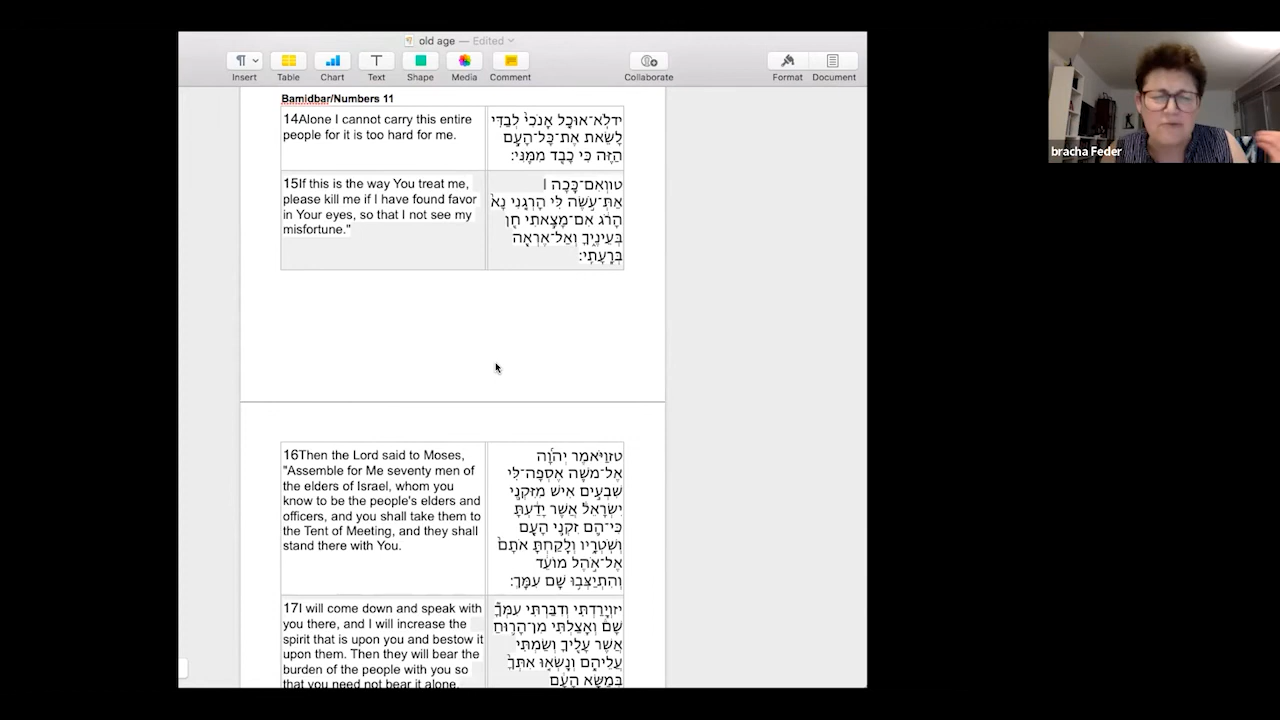 old age — Edited
Insert
Table
Chart
Text
Shape
Media
Comment
Collaborate
Format
Document
Bamidbar/Numbers 11
14Alone I cannot carry this entire
people for it is too hard for me.
ידלֹא־אוּכַ֤ל אָנֹכִי֙ לְבַדִּ֔י
לָשֵׂ֖את אֶת־כׇּל־הָעָ֣ם
הַזֶּ֑ה כִּ֥י כָבֵ֖ד מִמֶּֽנִּי:
15If this is the way You treat me,
please kill me if I have found favor
in Your eyes, so that I not see my
misfortune."
טווְאִם־כָּ֣כָה |
אַתְּ־עֹ֣שֶׂה לִּ֗י הׇרְגֵ֤נִי נָא֙
הָרֹ֔ג אִם־מָצָ֥אתִי חֵ֖ן
בְּעֵינֶ֑יךָ וְאַל־אֶרְאֶ֖ה
בְּרָעָתִֽי:
16Then the Lord said to Moses,
"Assemble for Me seventy men of
the elders of Israel, whom you
know to be the people's elders and
officers, and you shall take them to
the Tent of Meeting, and they shall
stand there with You.
טזוַיֹּ֨אמֶר יְהֹוָ֜ה
אֶל־משֶׁ֗ה אֶסְפָה־לִּ֞י
שִׁבְעִ֣ים אִישׁ֮ מִזִּקְנֵ֣י
יִשְׂרָאֵל֒ אֲשֶׁ֣ר יָדַ֔עְתָּ
כִּי־הֵ֛ם זִקְנֵ֥י הָעָ֖ם
וְשֹֽׁטְרָ֑יו וְלָֽקַחְתָּ֤ אֹתָם֙
אֶל־אֹ֣הֶל מוֹעֵ֔ד
וְהִתְיַצְּב֥וּ שָׁ֖ם עִמָּֽךְ:
17I will come down and speak with
you there, and I will increase the
spirit that is upon you and bestow it
upon them. Then they will bear the
burden of the people with you so
that you need not bear it alone.
יזוְיָֽרַדְתִּ֗י וְדִבַּרְתִּ֣י עִמְּךָ֮
שָׁם֒ וְאָֽצַלְתִּ֗י מִן־הָר֛וּחַ
אֲשֶׁ֥ר עָלֶ֖יךָ וְשַׂמְתִּ֣י
עֲלֵיהֶ֑ם וְנָֽשְׂא֤וּ אִתְּךָ֙
בְּמַשָּׂ֣א הָעָ֔ם
bracha Feder